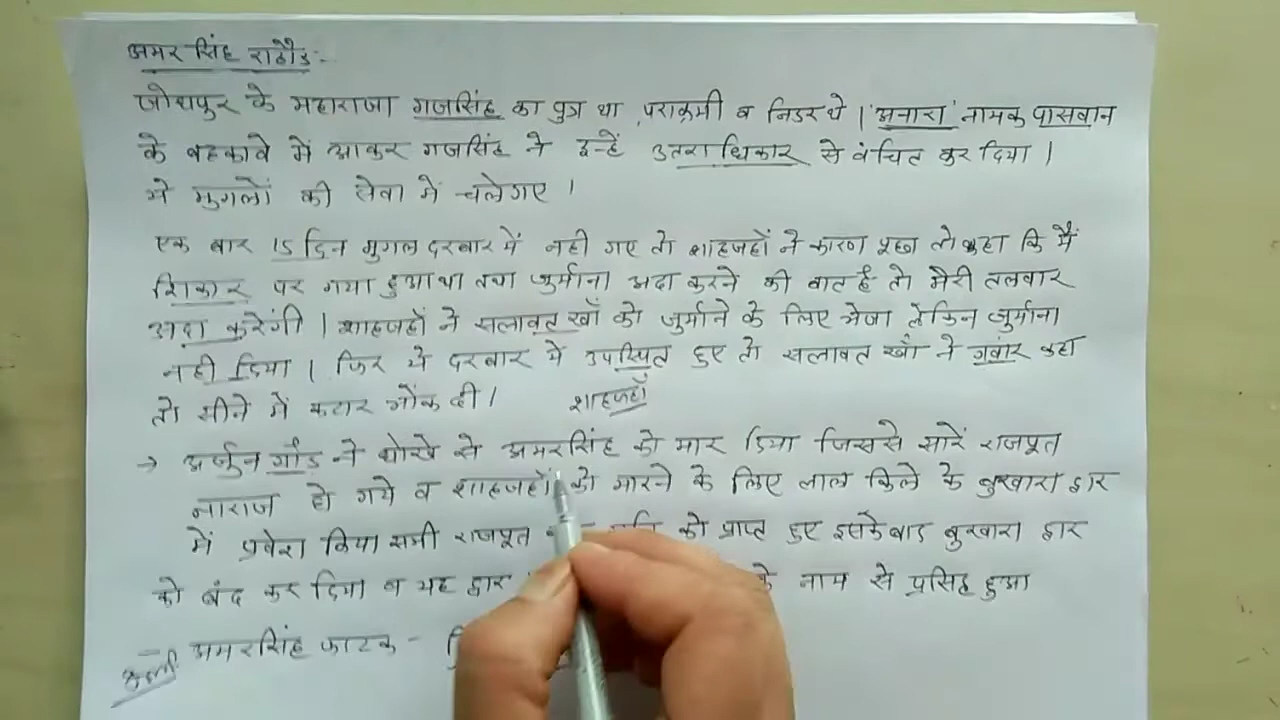 अमर सिंह राठौड :-
जोधपुर के महाराजा गजसिंह का पुत्र था पराक्रमी व निडर थे । 'अनारा' नामक पासवान
के बहकावे में आकर गजसिंह ने इन्हें उतराधिकार से वंचित कर दिया ।
ये मुगलों की सेवा में चले गए ।
एक बार 15 दिन मुगल दरबार में नही गए तो शाहजहाँ ने कारण पूछा तो कहा कि मैं
शिकार पर गया हुआ था तथा जुर्माना अदा करने की बात है तो मेरी तलवार
अदा करेंगी । शाहजहाँ ने सलावत खाँ को जुर्माने के लिए भेजा लेकिन जुर्माना
नही दिया । फिर ये दरबार में उपस्थित हुए तो सलावत खाँ ने गवांर कहा
तो सीने में कटार भोंक दी ।
शाहजहाँ
→ अर्जुन गौड ने धोखे से अमरसिंह को मार दिया जिससे सारें राजपूत
नाराज हो गये व शाहजहाँ को मारने के लिए लाल किले के बुखारा द्वार
में प्रवेश किया सभी राजपूत को प्राप्त हुए इसके बाद बुखारा द्वार
को बंद कर दिया व यह द्वार के नाम से प्रसिद्ध हुआ
- अमरसिंह फाटक -